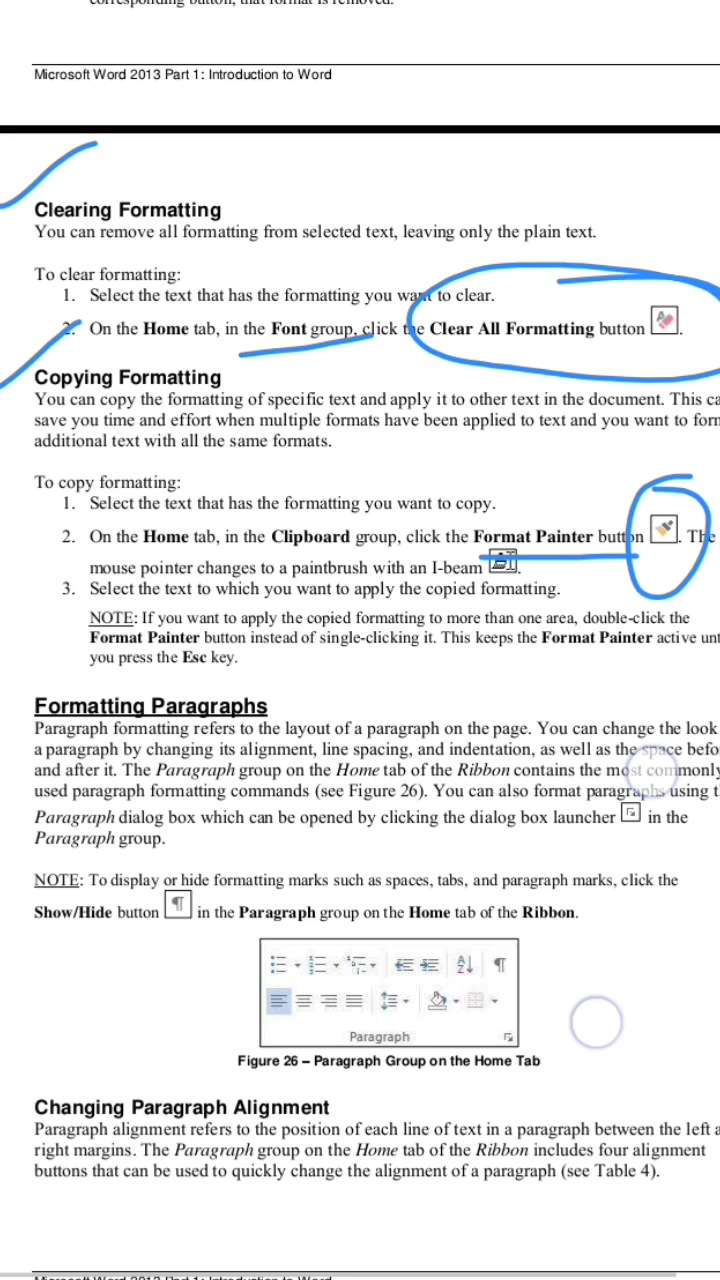 Microsoft Word 2013 Part 1: Introduction to Word
Clearing Formatting
You can remove all formatting from selected text, leaving only the plain text.
To clear formatting:
1. Select the text that has the formatting you want to clear.
2. On the Home tab, in the Font group, click the Clear All Formatting button .
Copying Formatting
You can copy the formatting of specific text and apply it to other text in the document. This ca
save you time and effort when multiple formats have been applied to text and you want to form
additional text with all the same formats.
To copy formatting:
1. Select the text that has the formatting you want to copy.
2. On the Home tab, in the Clipboard group, click the Format Painter button . The
mouse pointer changes to a paintbrush with an I-beam .
3. Select the text to which you want to apply the copied formatting.
NOTE: If you want to apply the copied formatting to more than one area, double-click the
Format Painter button instead of single-clicking it. This keeps the Format Painter active unt
you press the Esc key.
Formatting Paragraphs
Paragraph formatting refers to the layout of a paragraph on the page. You can change the look
a paragraph by changing its alignment, line spacing, and indentation, as well as the space befo
and after it. The Paragraph group on the Home tab of the Ribbon contains the most commonly
used paragraph formatting commands (see Figure 26). You can also format paragraphs using t
Paragraph dialog box which can be opened by clicking the dialog box launcher in the
Paragraph group.
NOTE: To display or hide formatting marks such as spaces, tabs, and paragraph marks, click the
Show/Hide button ¶ in the Paragraph group on the Home tab of the Ribbon.
Paragraph
Figure 26 – Paragraph Group on the Home Tab
Changing Paragraph Alignment
Paragraph alignment refers to the position of each line of text in a paragraph between the left a
right margins. The Paragraph group on the Home tab of the Ribbon includes four alignment
buttons that can be used to quickly change the alignment of a paragraph (see Table 4).